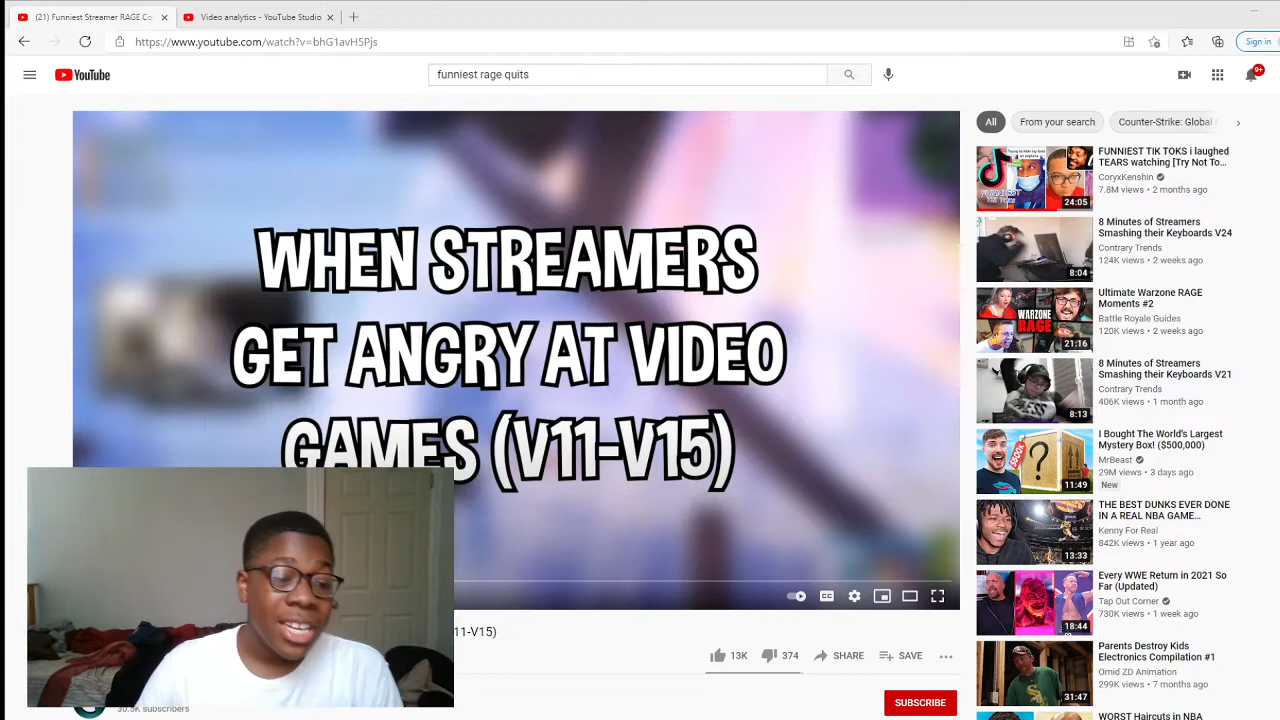 (21) Funniest Streamer RAGE Co
Video analytics - YouTube Studio
https://www.youtube.com/watch?v=bhG1avH5Pjs
Sign in
YouTube
funniest rage quits
9+
WHEN STREAMERS
GET ANGRY AT VIDEO
GAMES (V11-V15)
CC
11-V15)
13K
374
SHARE
SAVE
30.5K subscribers
SUBSCRIBE
All
From your search
Counter-Strike: Global
FUNNIEST TIK TOKS i laughed
TEARS watching [Try Not To...
CoryxKenshin
7.8M views • 2 months ago
24:05
8 Minutes of Streamers
Smashing their Keyboards V24
Contrary Trends
124K views • 2 weeks ago
8:04
Ultimate Warzone RAGE
Moments #2
Battle Royale Guides
120K views • 2 weeks ago
WARZONE
RAGE
21:16
8 Minutes of Streamers
Smashing their Keyboards V21
Contrary Trends
406K views • 1 month ago
8:13
I Bought The World's Largest
Mystery Box! ($500,000)
MrBeast
29M views • 3 days ago
New
11:49
THE BEST DUNKS EVER DONE
IN A REAL NBA GAME...
Kenny For Real
842K views • 1 year ago
13:33
Every WWE Return in 2021 So
Far (Updated)
Tap Out Corner
730K views • 1 week ago
18:44
Parents Destroy Kids
Electronics Compilation #1
Omid ZD Animation
299K views • 7 months ago
31:47
WORST Haircuts in NBA